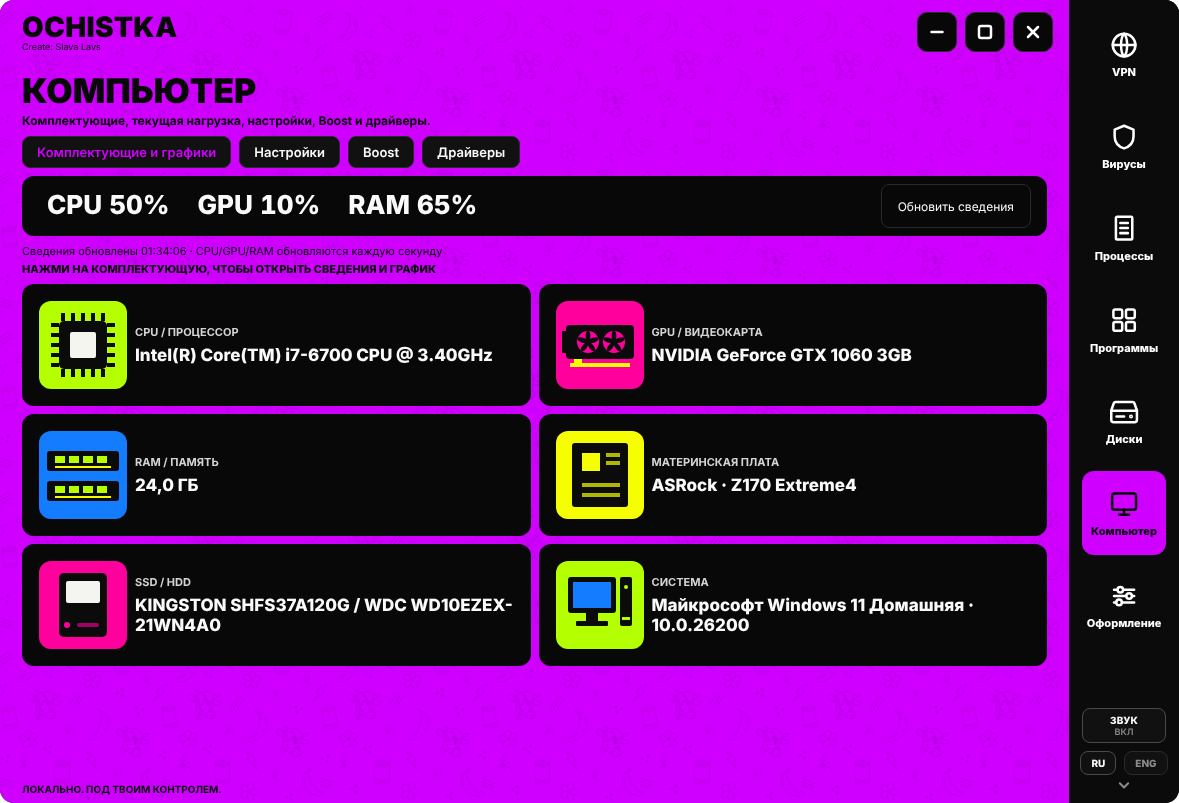 OCHISTKA
Create: Slava Lavs
КОМПЬЮТЕР
Комплектующие, текущая нагрузка, настройки, Boost и драйверы.
Комплектующие и графики
Настройки
Boost
Драйверы
CPU 50%
GPU 10%
RAM 65%
Обновить сведения
Сведения обновлены 01:34:06 · CPU/GPU/RAM обновляются каждую секунду
НАЖМИ НА КОМПЛЕКТУЮЩУЮ, ЧТОБЫ ОТКРЫТЬ СВЕДЕНИЯ И ГРАФИК
CPU / ПРОЦЕССОР
Intel(R) Core(TM) i7-6700 CPU @ 3.40GHz
GPU / ВИДЕОКАРТА
NVIDIA GeForce GTX 1060 3GB
RAM / ПАМЯТЬ
24,0 ГБ
МАТЕРИНСКАЯ ПЛАТА
ASRock · Z170 Extreme4
SSD / HDD
KINGSTON SHFS37A120G / WDC WD10EZEX-
21WN4A0
СИСТЕМА
Майкрософт Windows 11 Домашняя ·
10.0.26200
ЛОКАЛЬНО. ПОД ТВОИМ КОНТРОЛЕМ.
VPN
Вирусы
Процессы
Программы
Диски
Компьютер
Оформление
ЗВУК
ВКЛ
RU
ENG